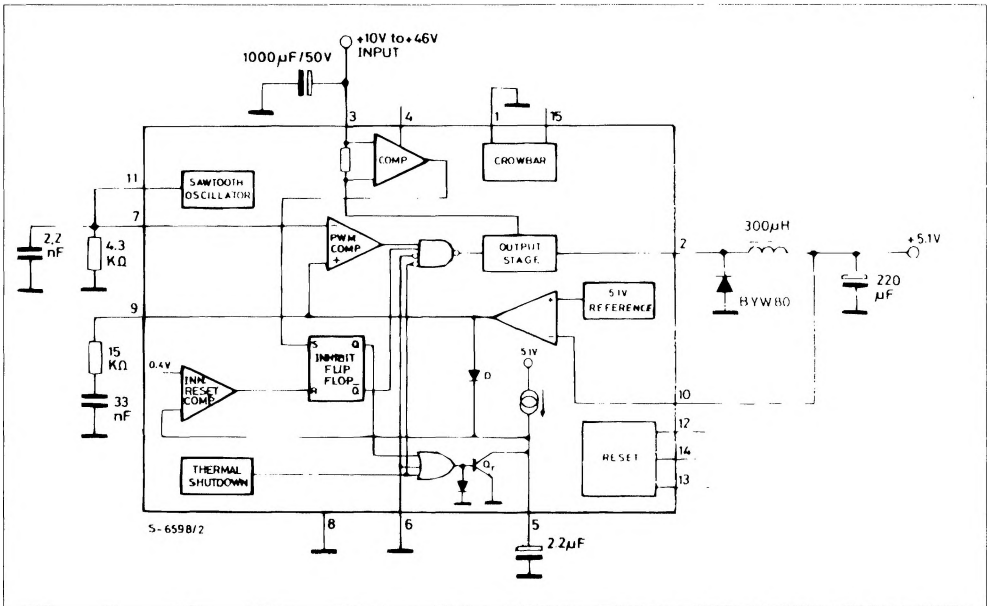 +10V to +46V
INPUT
1000µF/50V
3
4
1
15
COMP
CROWBAR
11
SAWTOOTH
OSCILLATOR
7
2,2
nF
4.3
KΩ
−
PWM
COMP
+
OUTPUT
STAGE
2
300µH
+5.1V
BYW80
220
µF
9
+
−
5.1V
REFERENCE
15
KΩ
33
nF
0.4V
INH.
RESET
COMP
S
Q
INHIBIT
FLIP
FLOP
R
Q̅
D
5.1V
10
12
RESET
14
13
THERMAL
SHUTDOWN
Qr
S-6598/2
8
6
5
2.2µF